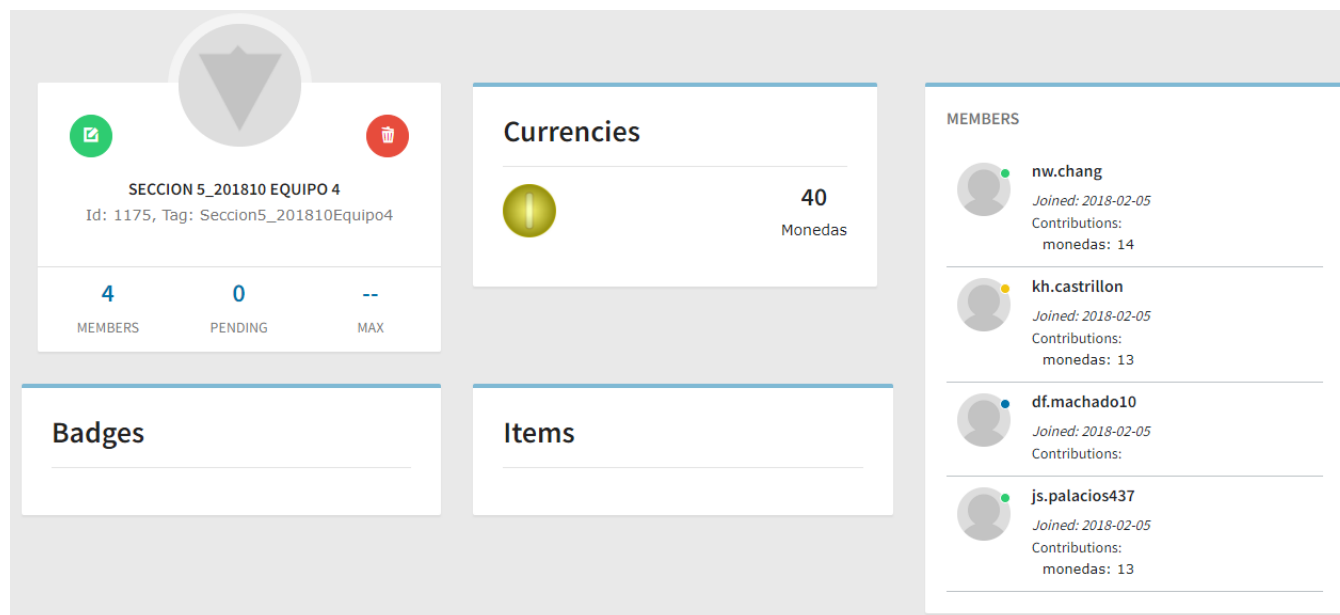 SECCION 5_201810 EQUIPO 4
Id: 1175, Tag: Seccion5_201810Equipo4
4
MEMBERS
0
PENDING
--
MAX
Currencies
40
Monedas
Badges
Items
MEMBERS
nw.chang
Joined: 2018-02-05
Contributions:
monedas: 14
kh.castrillon
Joined: 2018-02-05
Contributions:
monedas: 13
df.machado10
Joined: 2018-02-05
Contributions:
js.palacios437
Joined: 2018-02-05
Contributions:
monedas: 13